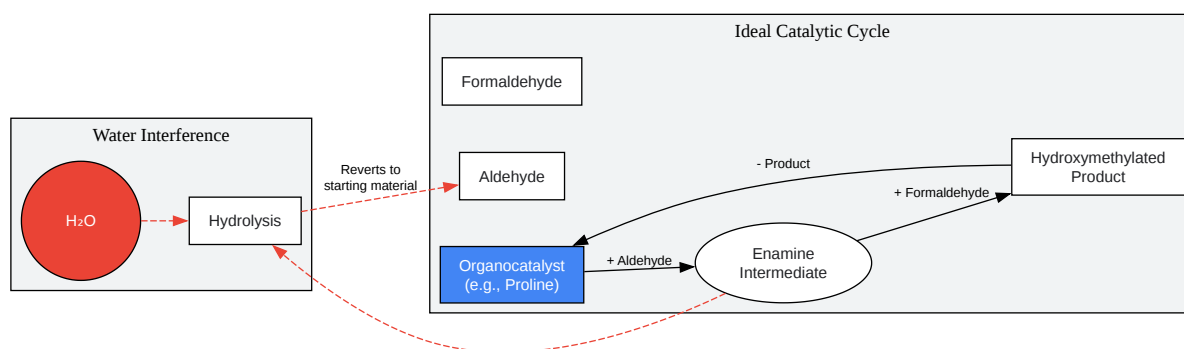 Ideal Catalytic Cycle
Formaldehyde
Water Interference
Reverts to
starting material
Aldehyde
- Product
Hydroxymethylated
Product
+ Formaldehyde
H₂O
Hydrolysis
Organocatalyst
(e.g., Proline)
+ Aldehyde
Enamine
Intermediate